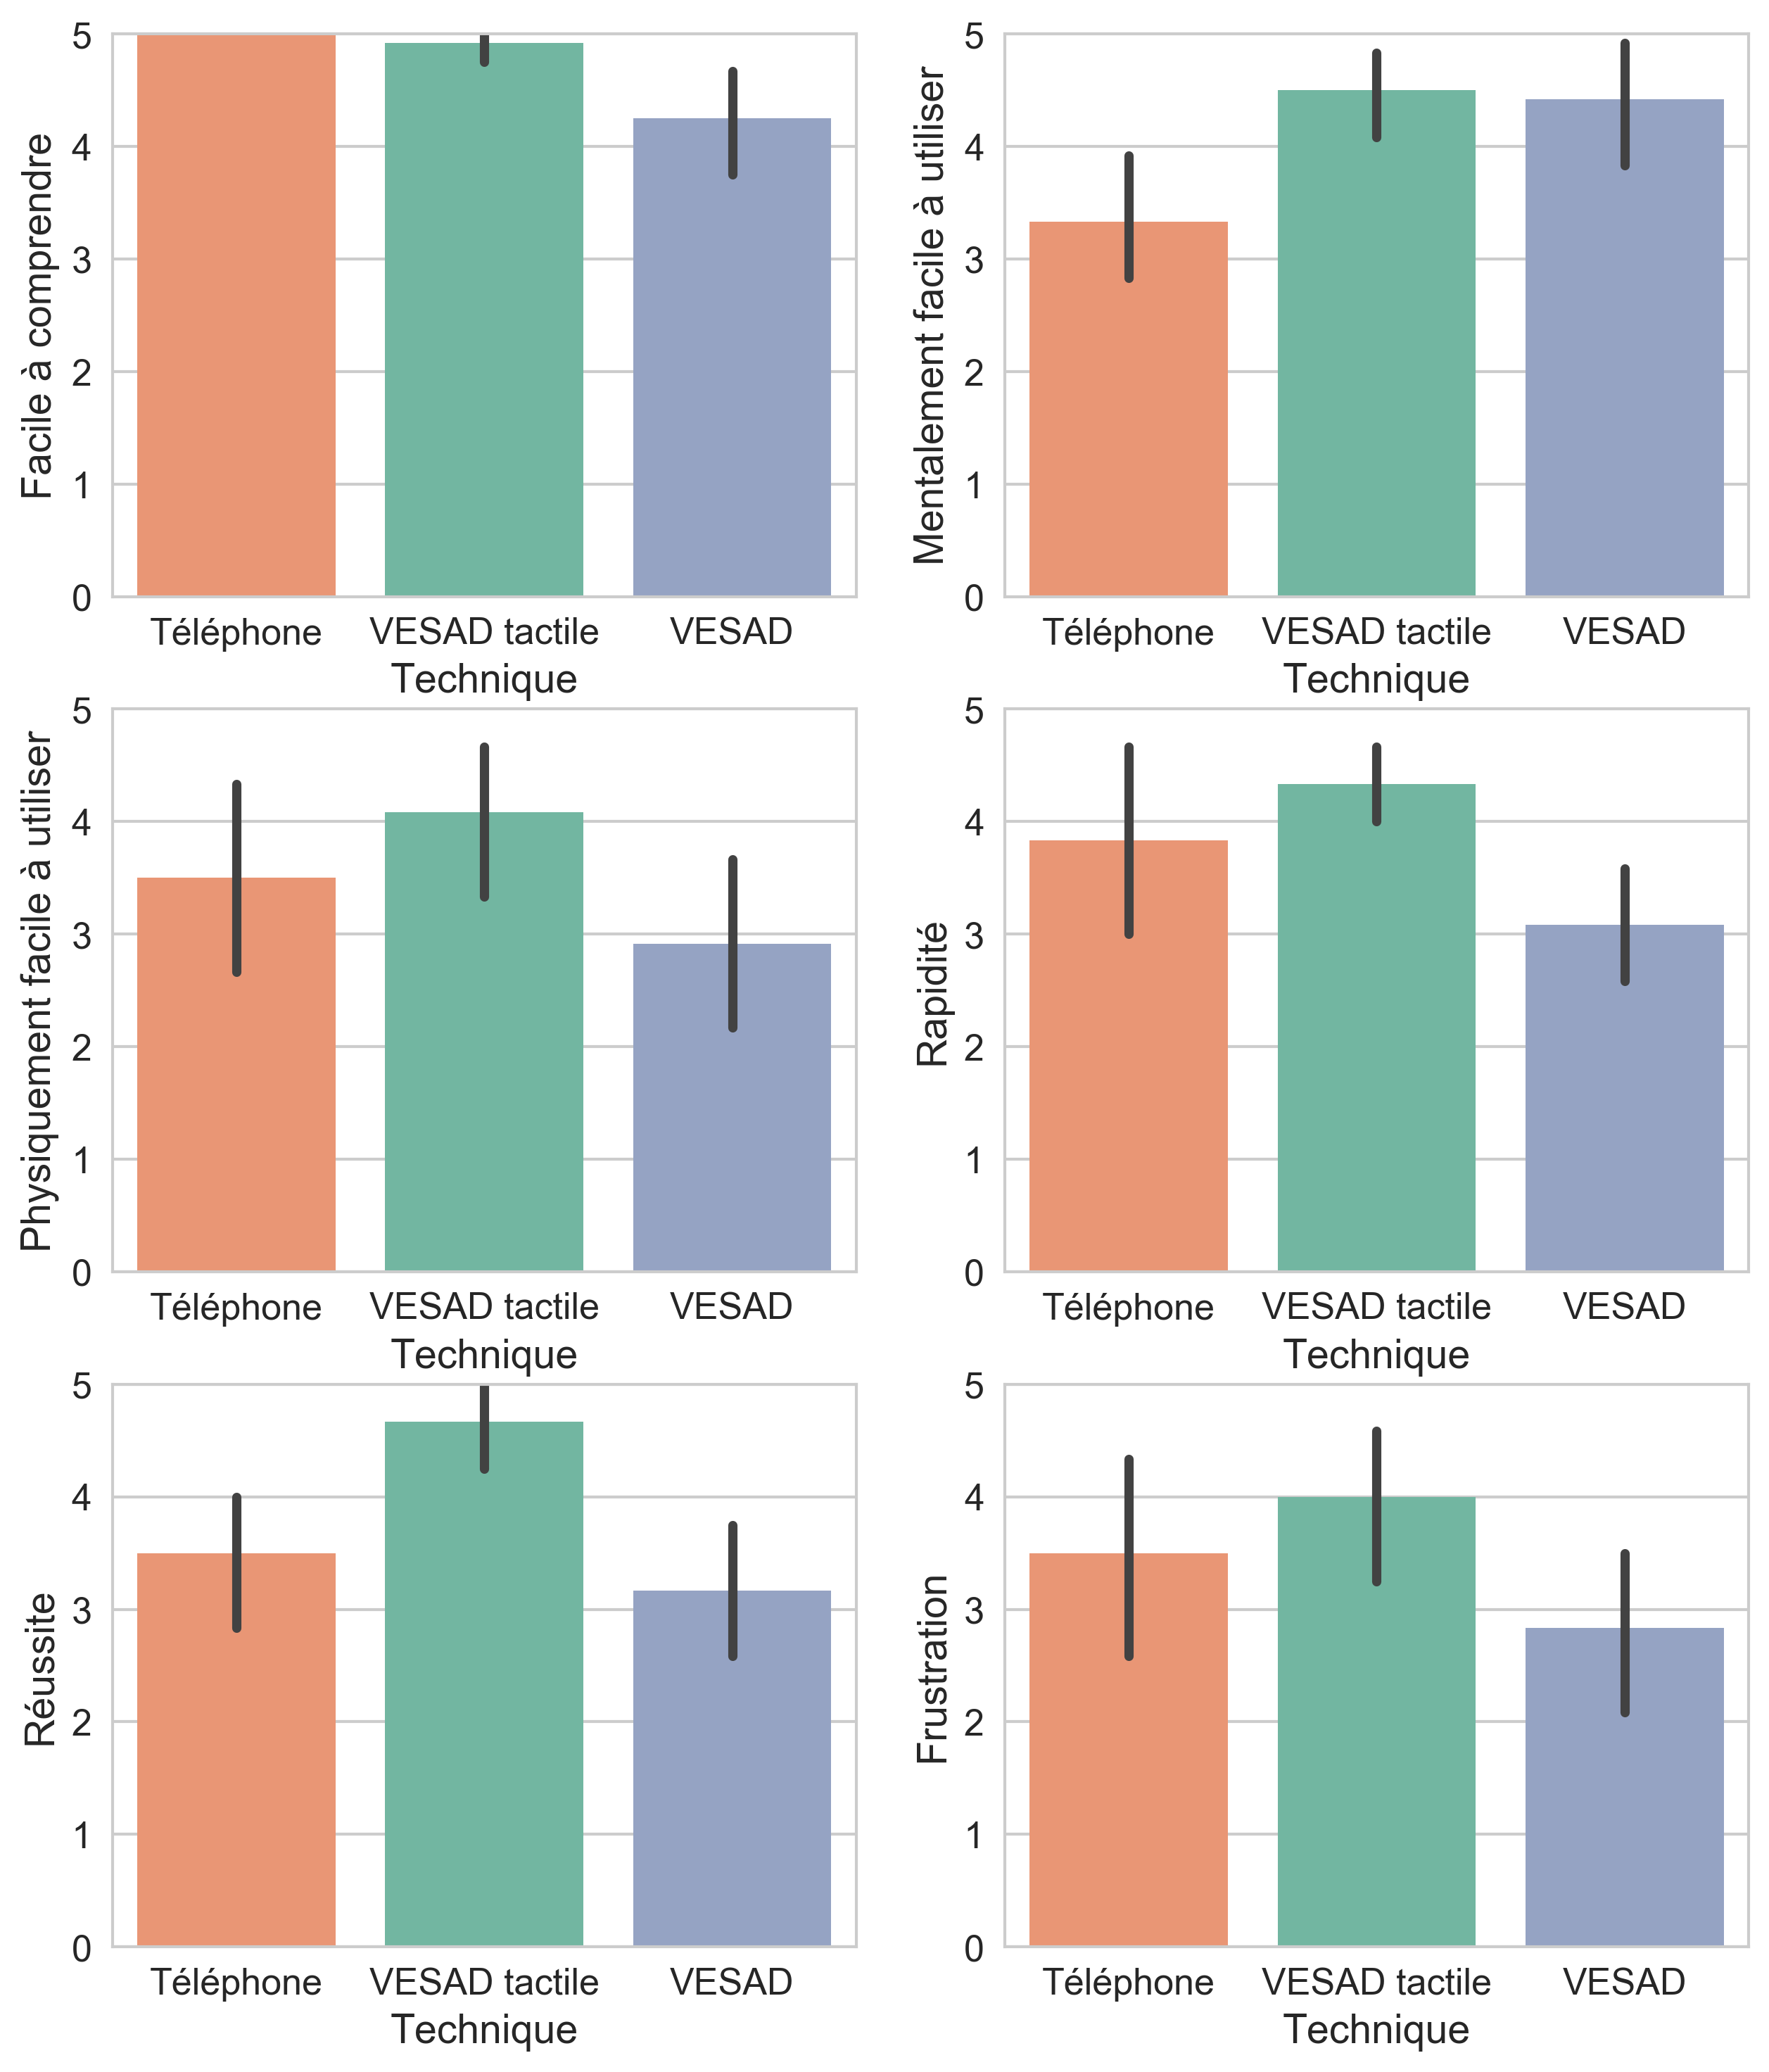 Facile à comprendre
5
4
3
2
1
0
Téléphone VESAD tactile VESAD
Technique
Mentalement facile à utiliser
5
4
3
2
1
0
Téléphone VESAD tactile VESAD
Technique
Physiquement facile à utiliser
5
4
3
2
1
0
Téléphone VESAD tactile VESAD
Technique
Rapidité
5
4
3
2
1
0
Téléphone VESAD tactile VESAD
Technique
Réussite
5
4
3
2
1
0
Téléphone VESAD tactile VESAD
Technique
Frustration
5
4
3
2
1
0
Téléphone VESAD tactile VESAD
Technique